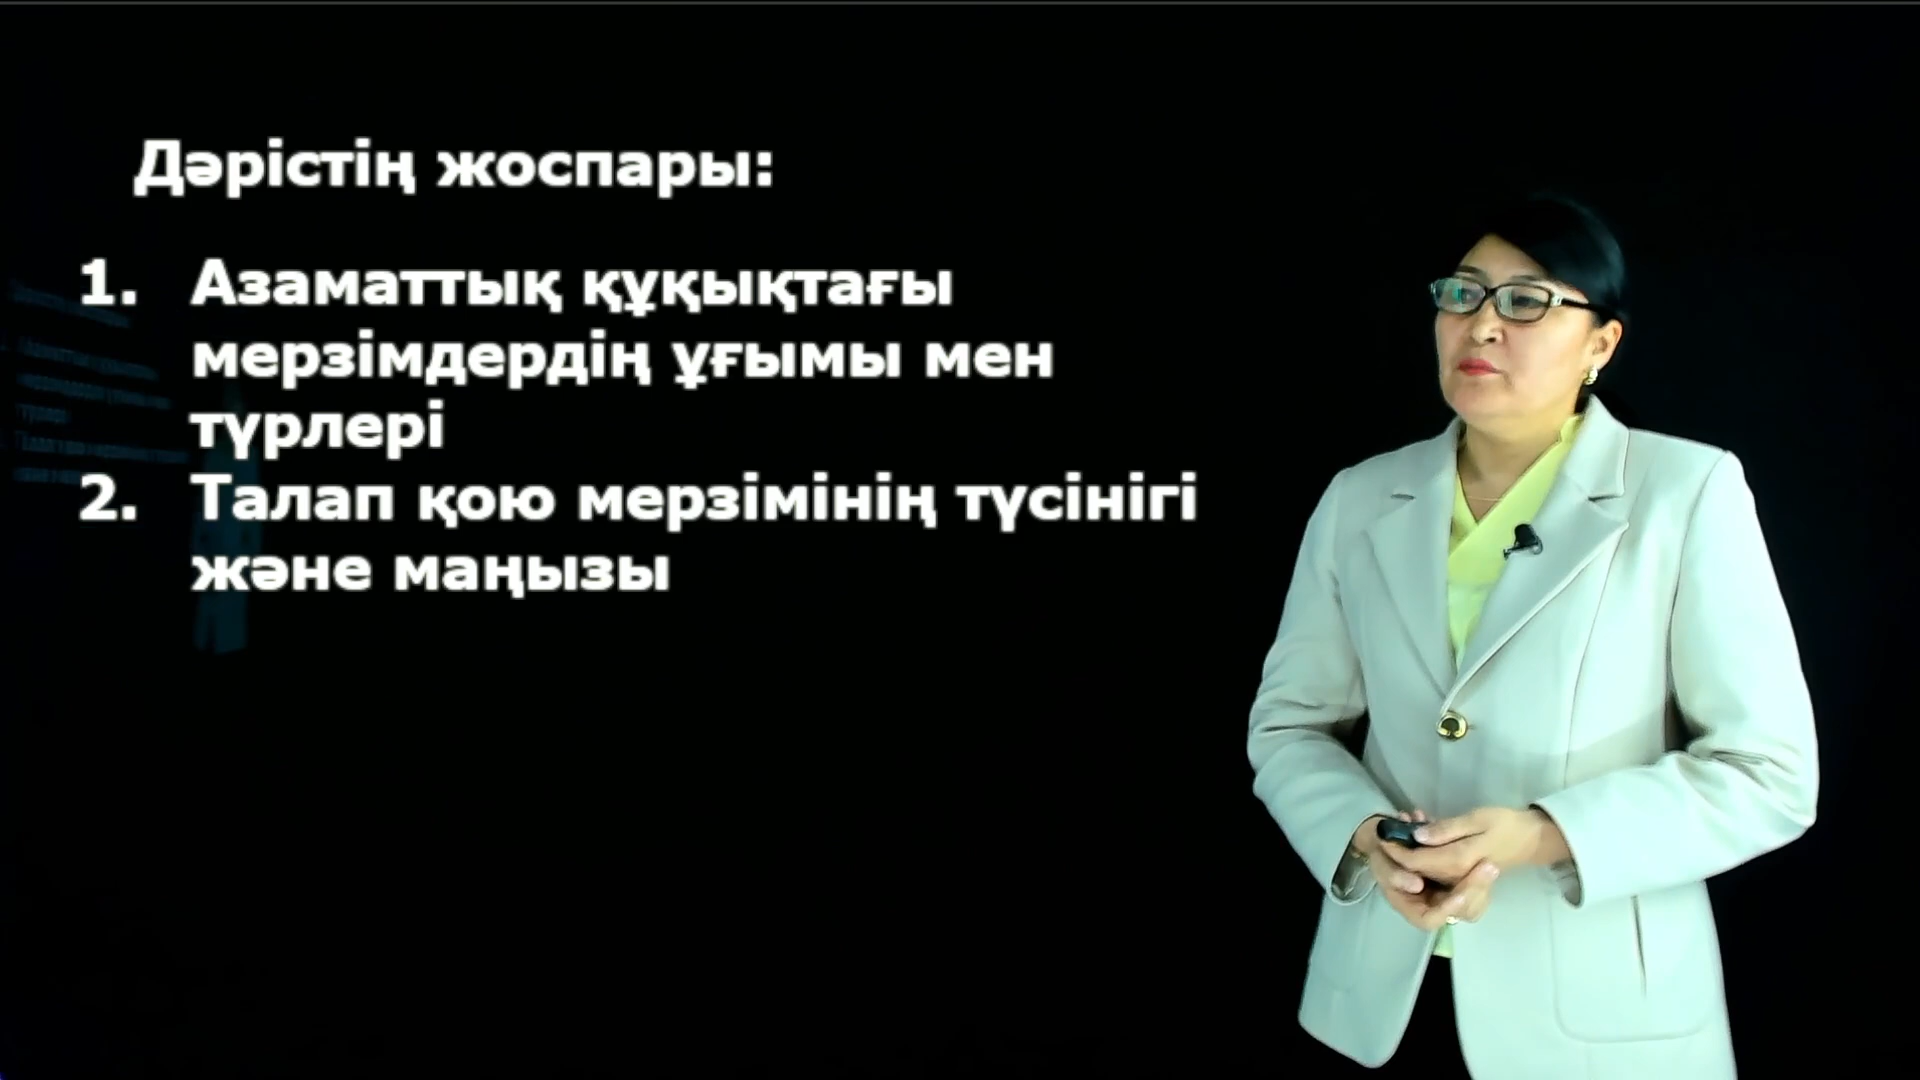 Дәрістің жоспары:
1. Азаматтық құқықтағы
мерзімдердің ұғымы мен
түрлері
2. Талап қою мерзімінің түсінігі
және маңызы